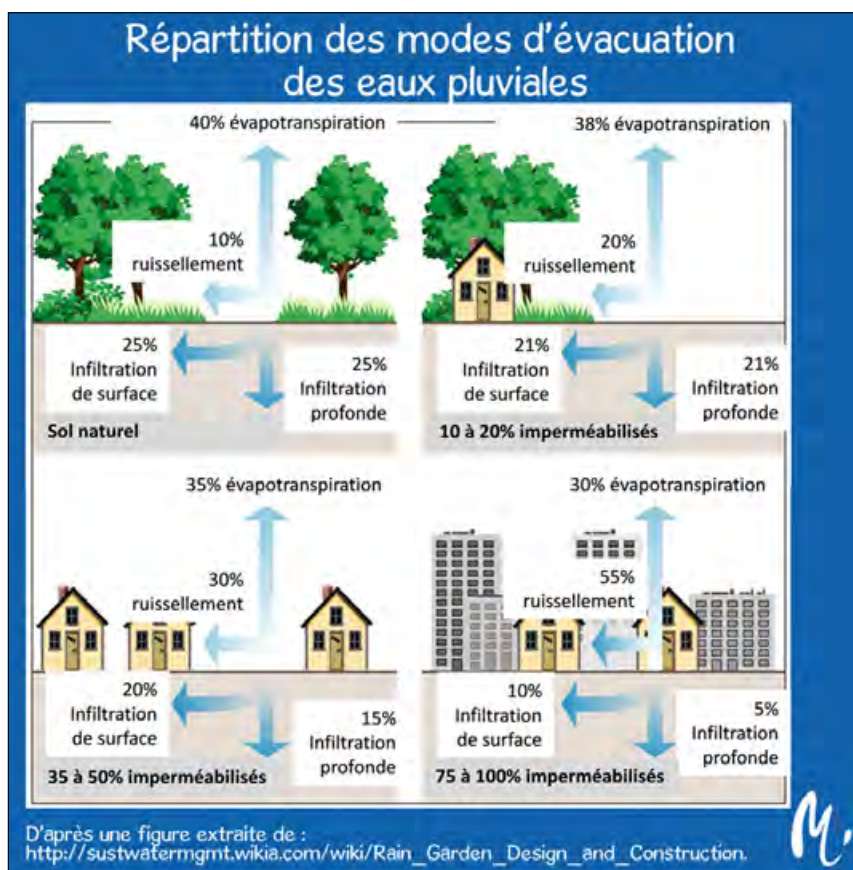 Répartition des modes d'évacuation
des eaux pluviales
40% évapotranspiration
10%
ruissellement
25%
Infiltration
de surface
25%
Infiltration
profonde
Sol naturel
38% évapotranspiration
20%
ruissellement
21%
Infiltration
de surface
21%
Infiltration
profonde
10 à 20% imperméabilisés
35% évapotranspiration
30%
ruissellement
20%
Infiltration
de surface
15%
Infiltration
profonde
35 à 50% imperméabilisés
30% évapotranspiration
55%
ruissellement
10%
Infiltration
de surface
5%
Infiltration
profonde
75 à 100% imperméabilisés
D'après une figure extraite de :
http://sustwatermgmt.wikia.com/wiki/Rain_Garden_Design_and_Construction.
M.